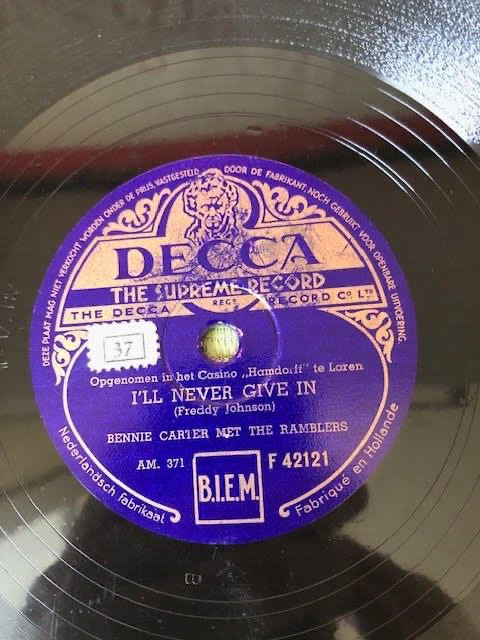 DEZE PLAAT MAG NIET VERKOCHT WORDEN ONDER DE PRIJS, VASTGESTELD DOOR DE FABRIKANT, NOCH GEBRUIKT VOOR OPENBARE UITVOERING.
DECCA
THE SUPREME RECORD
THE DECCA REGD RECORD Co. LTD
37
Opgenomen in het Casino „Hamdorff" te Laren
I'LL NEVER GIVE IN
(Freddy Johnson)
BENNIE CARTER MET THE RAMBLERS
AM. 371 B.I.E.M. F 42121
Nederlandsch fabrikaat
Fabriqué en Hollande